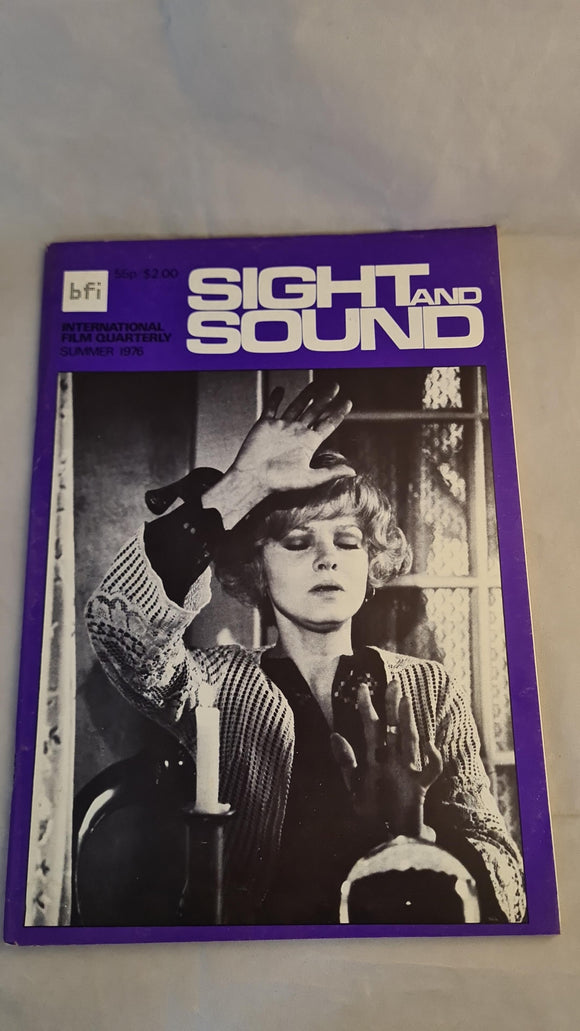 bfi
55p/$2.00
INTERNATIONAL
FILM QUARTERLY
SUMMER 1976
SIGHT AND
SOUND